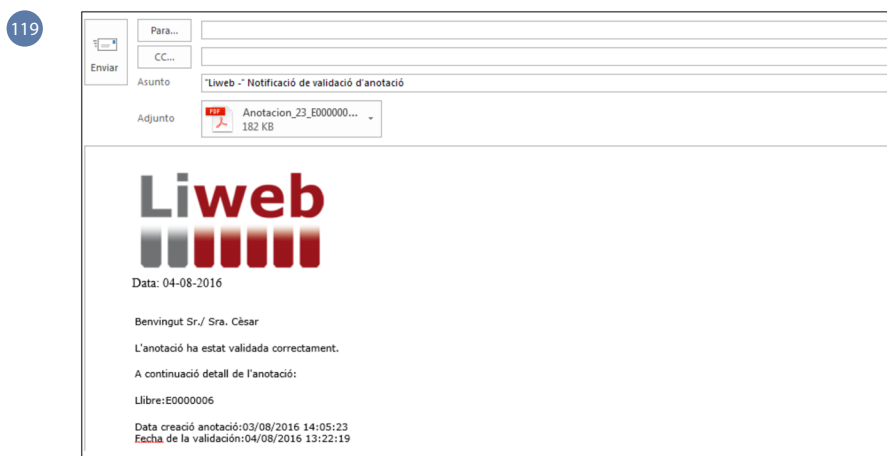 119
Enviar
Para...
CC...
Asunto
"Liweb -" Notificació de validació d'anotació
Adjunto
PDF
Anotacion_23_E000000...
182 KB
Liweb
Data: 04-08-2016
Benvingut Sr./ Sra. Cèsar
L'anotació ha estat validada correctament.
A continuació detall de l'anotació:
Llibre:E0000006
Data creació anotació:03/08/2016 14:05:23
Fecha de la validación:04/08/2016 13:22:19